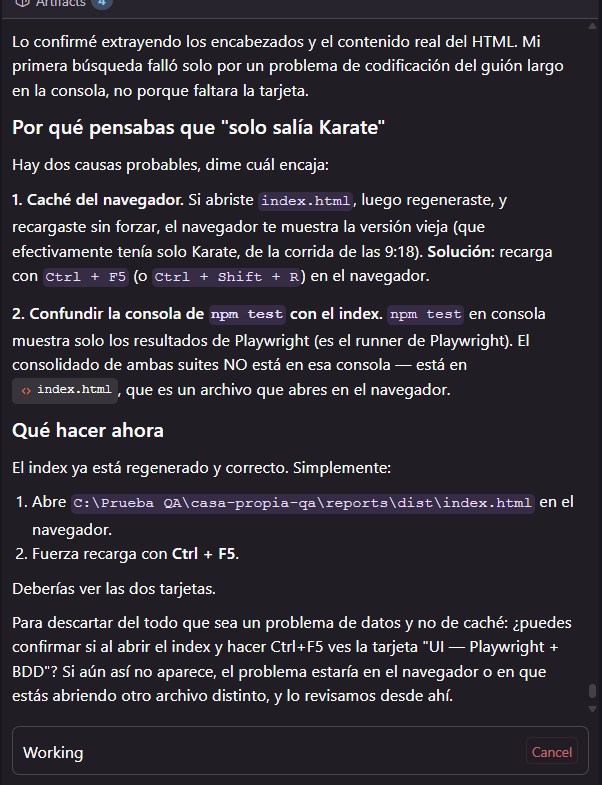 Artifacts 4
Lo confirmé extrayendo los encabezados y el contenido real del HTML. Mi
primera búsqueda falló solo por un problema de codificación del guión largo
en la consola, no porque faltara la tarjeta.
Por qué pensabas que "solo salía Karate"
Hay dos causas probables, dime cuál encaja:
1. Caché del navegador. Si abriste index.html, luego regeneraste, y
recargaste sin forzar, el navegador te muestra la versión vieja (que
efectivamente tenía solo Karate, de la corrida de las 9:18). Solución: recarga
con Ctrl + F5 (o Ctrl + Shift + R) en el navegador.
2. Confundir la consola de npm test con el index. npm test en consola
muestra solo los resultados de Playwright (es el runner de Playwright). El
consolidado de ambas suites NO está en esa consola — está en
<> index.html, que es un archivo que abres en el navegador.
Qué hacer ahora
El index ya está regenerado y correcto. Simplemente:
1. Abre C:\Prueba QA\casa-propia-qa\reports\dist\index.html en el
navegador.
2. Fuerza recarga con Ctrl + F5.
Deberías ver las dos tarjetas.
Para descartar del todo que sea un problema de datos y no de caché: ¿puedes
confirmar si al abrir el index y hacer Ctrl+F5 ves la tarjeta "UI — Playwright +
BDD"? Si aún así no aparece, el problema estaría en el navegador o en que
estás abriendo otro archivo distinto, y lo revisamos desde ahí.
Working
Cancel